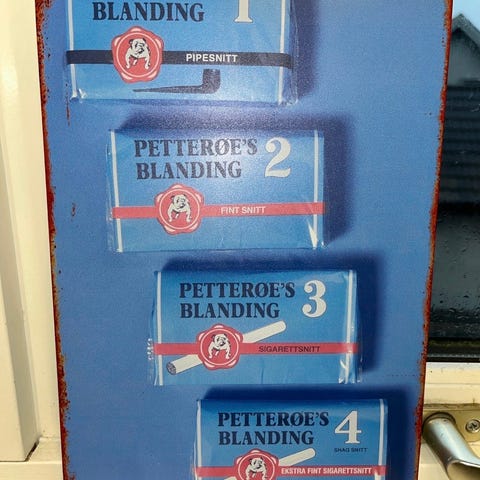 BLANDING 1
PIPESNITT
PETTERØE'S 2
BLANDING
FINT SNITT
PETTERØE'S 3
BLANDING
SIGARETTSNITT
PETTERØE'S 4
BLANDING
SHAG SNITT
EKSTRA FINT SIGARETTSNITT